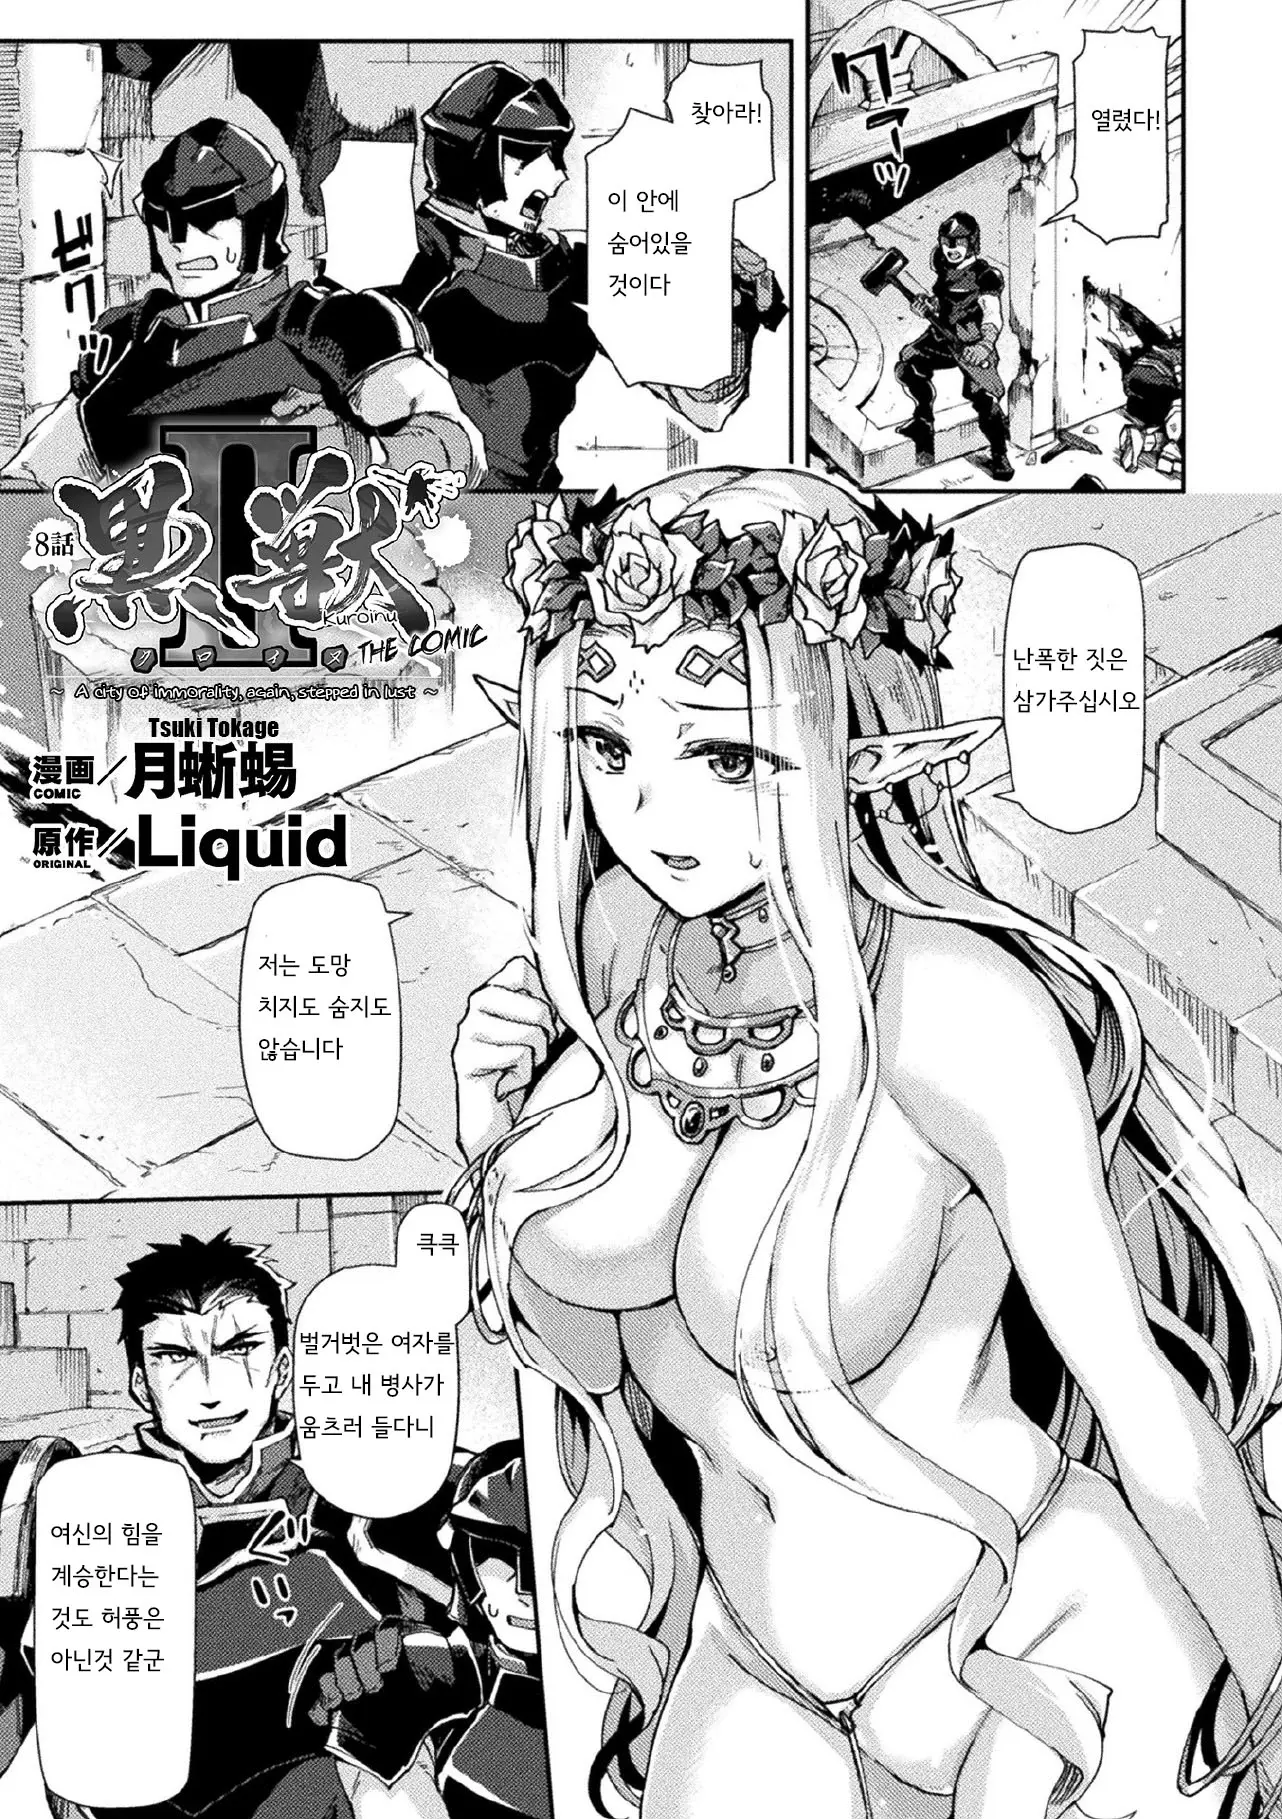 열렸다!
찾아라!
이 안에
숨어있을
것이다
8話
黒獣
II
Kuroinu
クロイヌ
THE COMIC
~ A city of immorality, again, stepped in lust ~
Tsuki Tokage
漫画/月蜥蜴
COMIC
原作/Liquid
ORIGINAL
난폭한 짓은
삼가주십시오
저는 도망
치지도 숨지도
않습니다
큭큭
벌거벗은 여자를
두고 내 병사가
움츠러 들다니
여신의 힘을
계승한다는
것도 허풍은
아닌것 같군